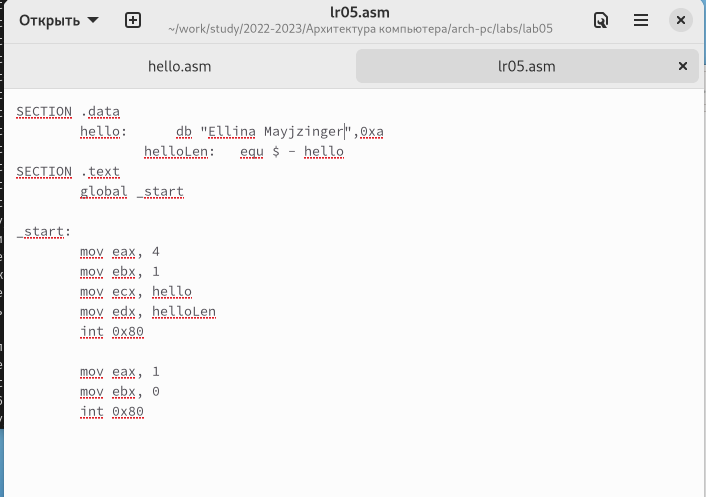 Открыть
lr05.asm
~/work/study/2022-2023/Архитектура компьютера/arch-pc/labs/lab05
hello.asm
lr05.asm
SECTION .data
hello: db "Ellina Mayjzinger",0xa
helloLen: equ $ - hello
SECTION .text
global _start
_start:
mov eax, 4
mov ebx, 1
mov ecx, hello
mov edx, helloLen
int 0x80
mov eax, 1
mov ebx, 0
int 0x80